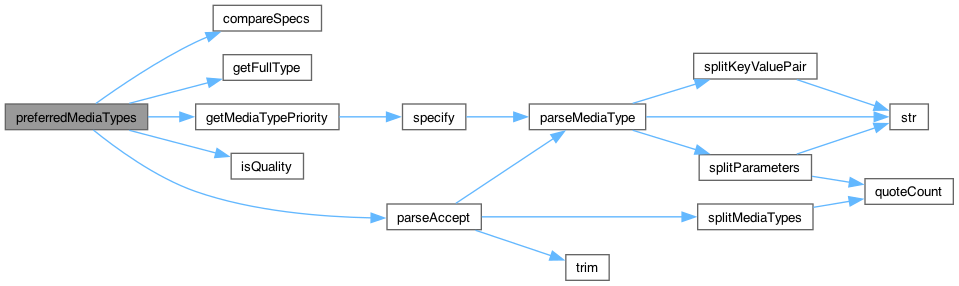 compareSpecs
getFullType
preferredMediaTypes
getMediaTypePriority
isQuality
specify
parseAccept
parseMediaType
splitKeyValuePair
splitParameters
splitMediaTypes
trim
str
quoteCount